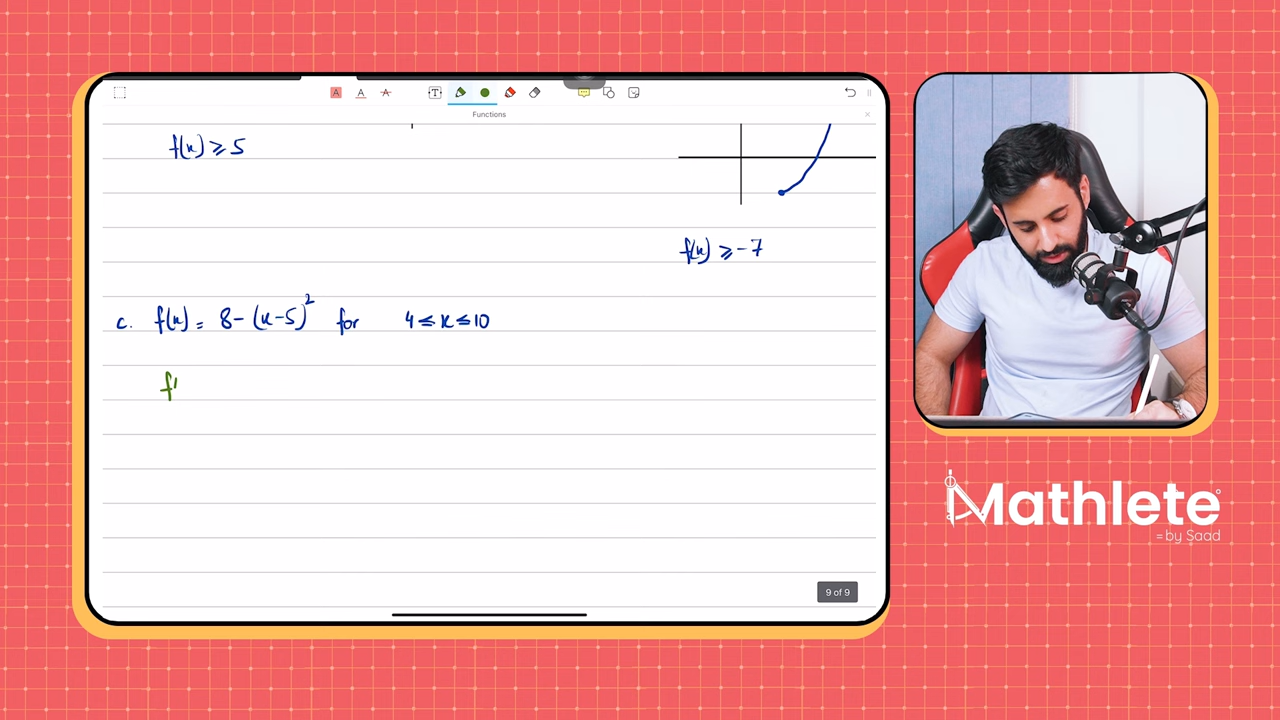 A A A T
Functions
f(x) ≥ 5
f(x) ≥ -7
c. f(x) = 8 - (x-5)² for 4 ≤ x ≤ 10
f'
9 of 9
Mathlete
= by Saad